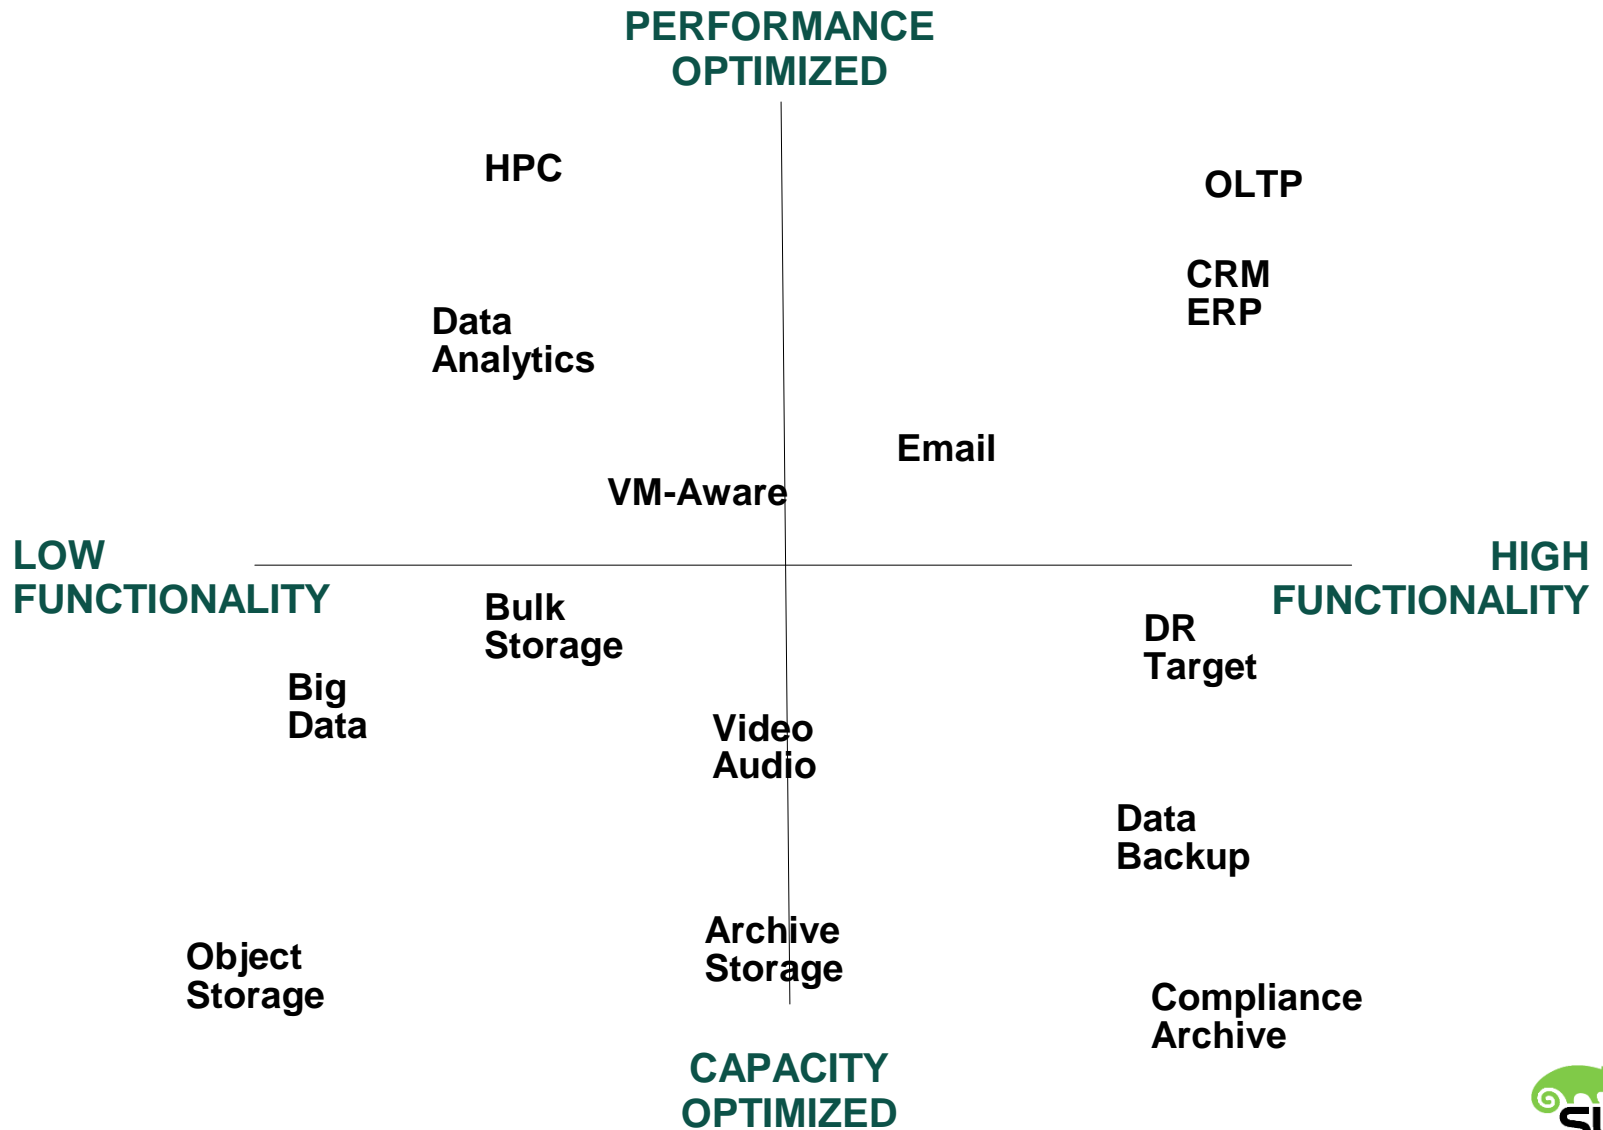 PERFORMANCE
OPTIMIZED
HPC
OLTP
CRM
ERP
Data
Analytics
Email
VM-Aware
LOW
FUNCTIONALITY
HIGH
FUNCTIONALITY
Bulk
Storage
DR
Target
Big
Data
Video
Audio
Data
Backup
Archive
Storage
Object
Storage
Compliance
Archive
CAPACITY
OPTIMIZED